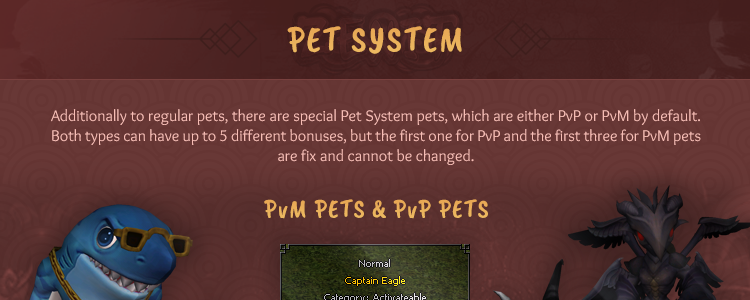 PET SYSTEM
Additionally to regular pets, there are special Pet System pets, which are either PvP or PvM by default.
Both types can have up to 5 different bonuses, but the first one for PvP and the first three for PvM pets
are fix and cannot be changed.
PvM PETS & PvP PETS
Normal
Captain Eagle
Category: Activateable